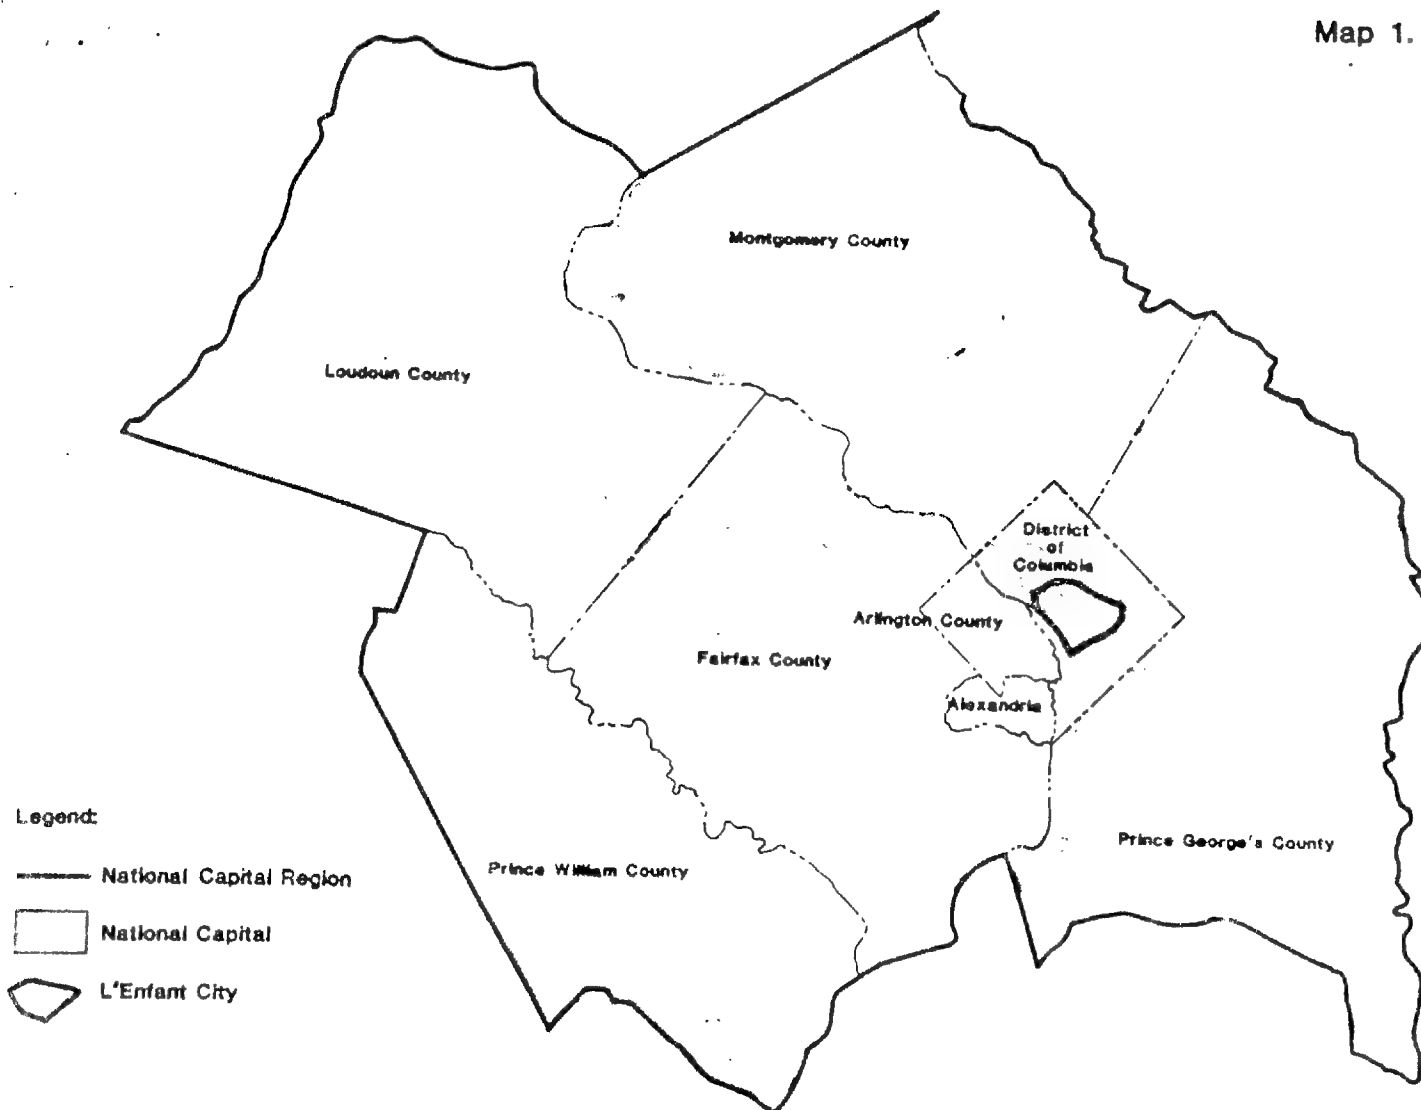 Map 1.
Montgomery County
Loudoun County
District
of
Columbia
Arlington County
Fairfax County
Alexandria
Prince George's County
Prince William County
Legend:
National Capital Region
National Capital
L'Enfant City